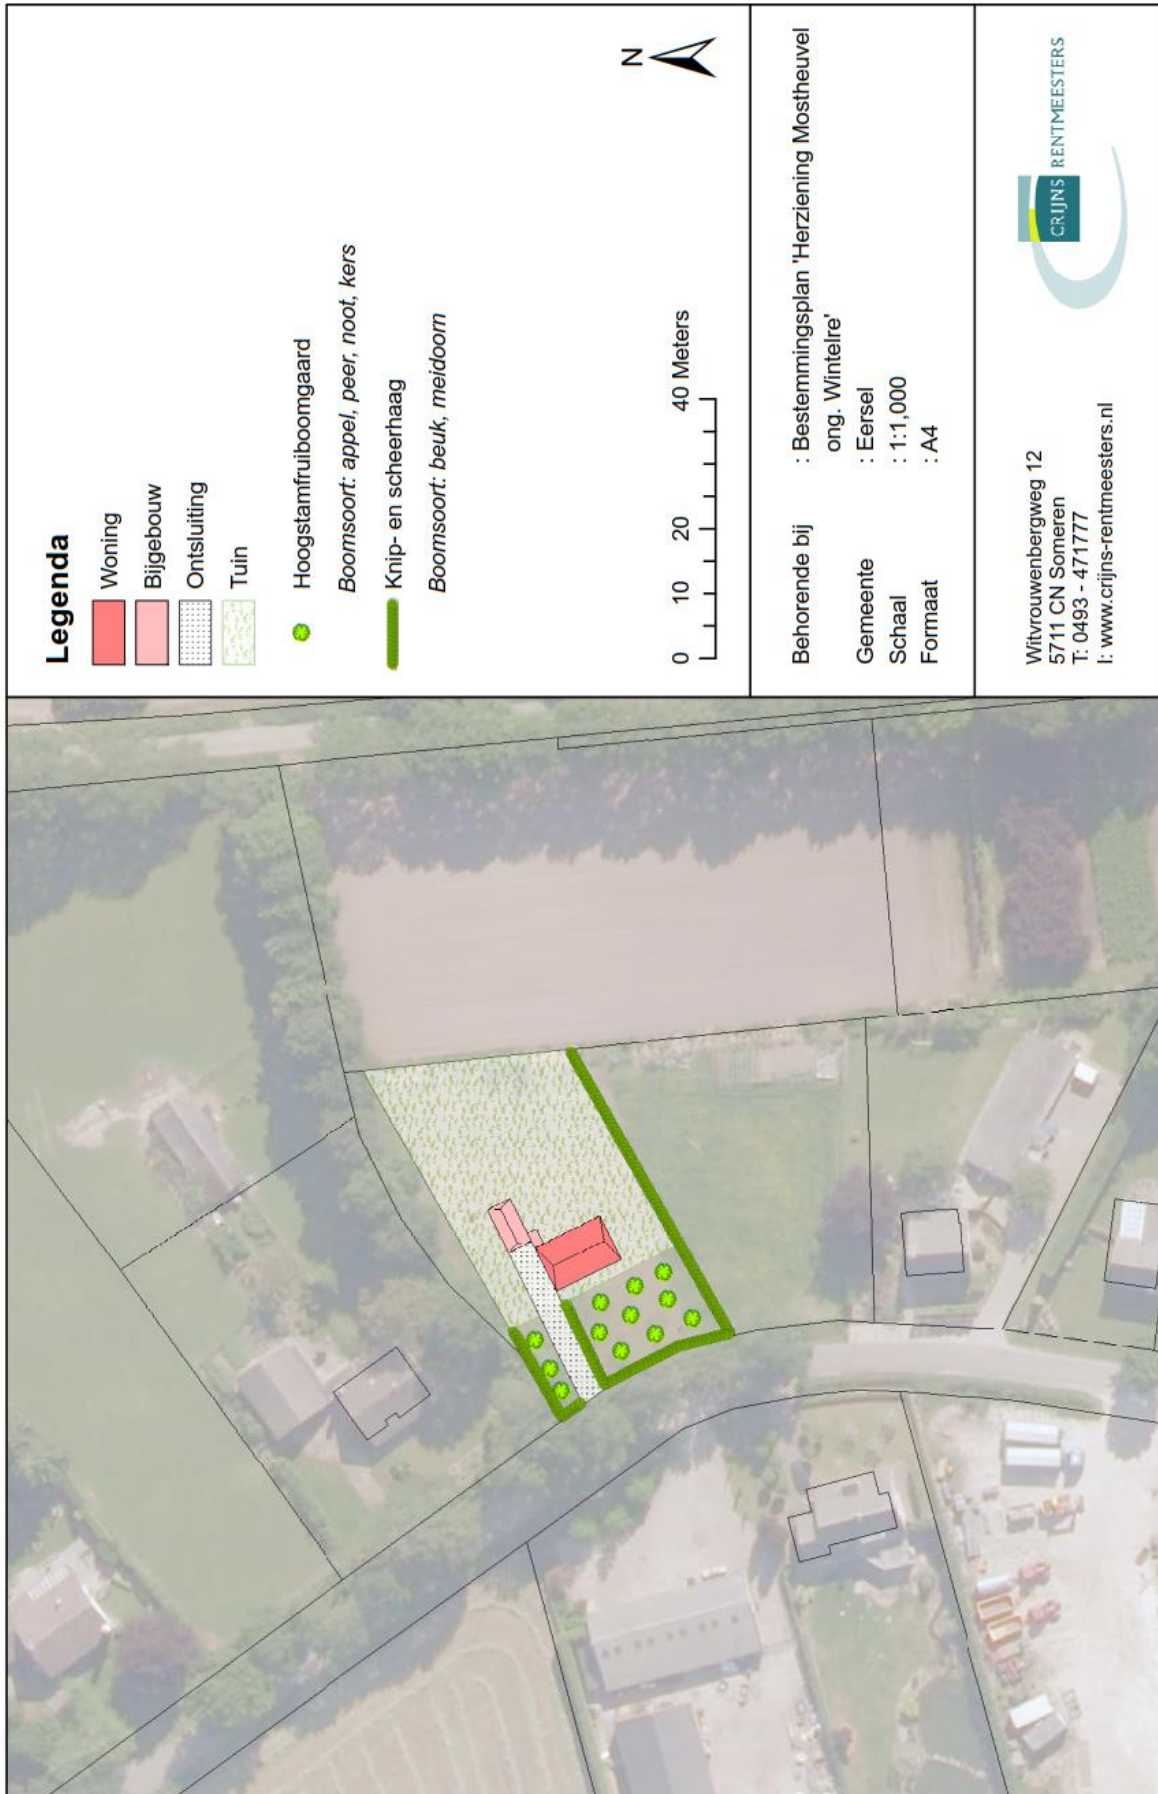 Legenda
Woning
Bijgebouw
Ontsluiting
Tuin
Hoogstamfruiboomgaard
Boomsoort: appel, peer, noot, kers
Knip- en scheerhaag
Boomsoort: beuk, meidoorn
N
0 10 20 40 Meters
Behorende bij : Bestemmingsplan 'Herziening Mostheuvel
ong. Wintelre'
Gemeente : Eersel
Schaal : 1:1,000
Formaat : A4
Witvrouwenbergweg 12
5711 CN Someren
T: 0493 - 471777
I: www.crijns-rentmeesters.nl
CRIJNS RENTMEESTERS